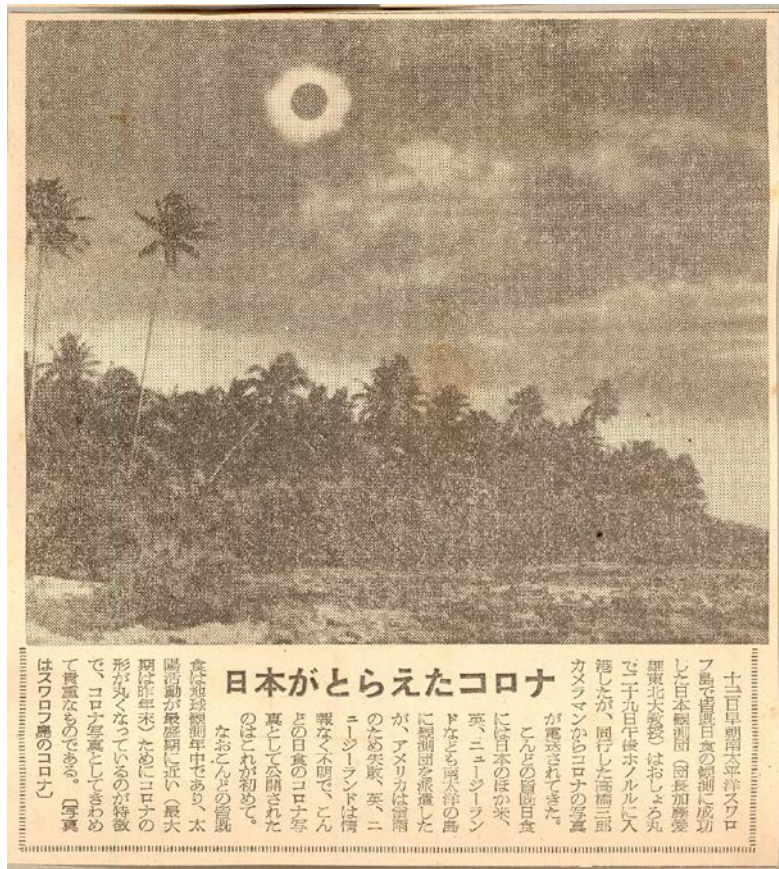 日本がとらえたコロナ
十三日早朝南太平洋スワロ
フ島で皆既日食の観測に成功
した日本観測団(団長加藤愛
雄東北大教授)はおしょろ丸
で二十九日午後ホノルルに入
港したが、同行した高橋三郎
カメラマンからコロナの写真
が電送されてきた。
こんどの皆既日食
には日本のほか米、
英、ニュージーラン
ドなども南太洋の島
に観測団を派遣した
が、アメリカは
のため失敗、英、ニ
ュージーランドは情
報なく不明で、こん
どの日食のコロナ写
真として公開された
のはこれが初めて。
なおこんどの皆既
食は地球観測年中であり、太
陽活動が最盛期に近い(最大
期は昨年末)ためにコロナの
形が丸くなっているのが特徴
で、コロナ写真としてきわめ
て貴重なものである。〔写真
はスワロフ島のコロナ〕